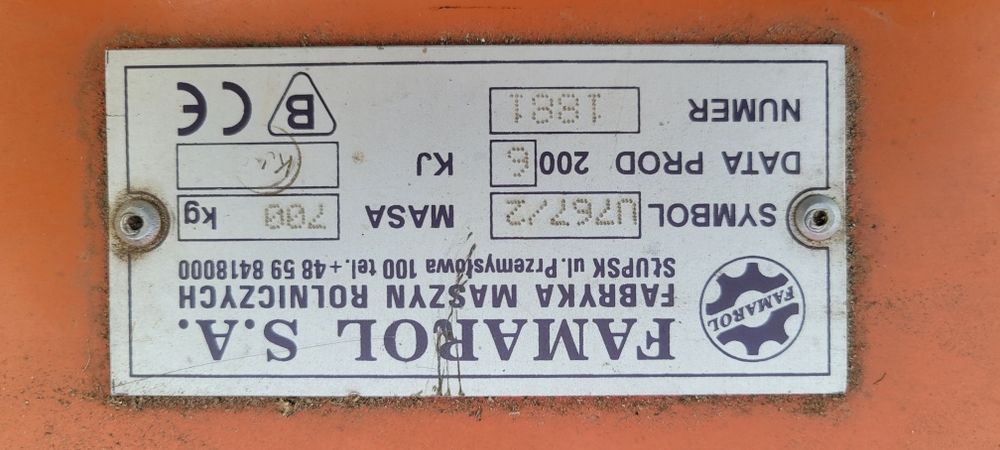 FAMAROL
FAMAROL S.A.
FABRYKA MASZYN ROLNICZYCH
SŁUPSK ul.Przemysłowa 100 tel.+48 59 8418000
SYMBOL U767/2 MASA 700 kg
DATA PROD 2006 KJ
NUMER 1881 B CE